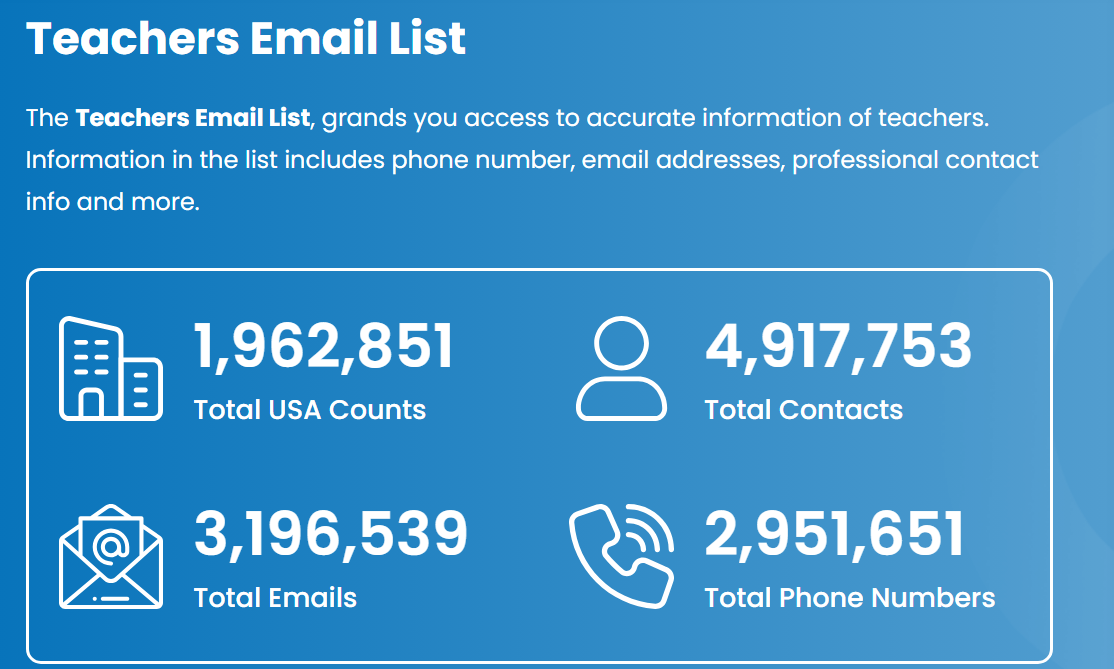 Teachers Email List
The Teachers Email List, grands you access to accurate information of teachers.
Information in the list includes phone number, email addresses, professional contact
info and more.
1,962,851
Total USA Counts
4,917,753
Total Contacts
3,196,539
Total Emails
2,951,651
Total Phone Numbers